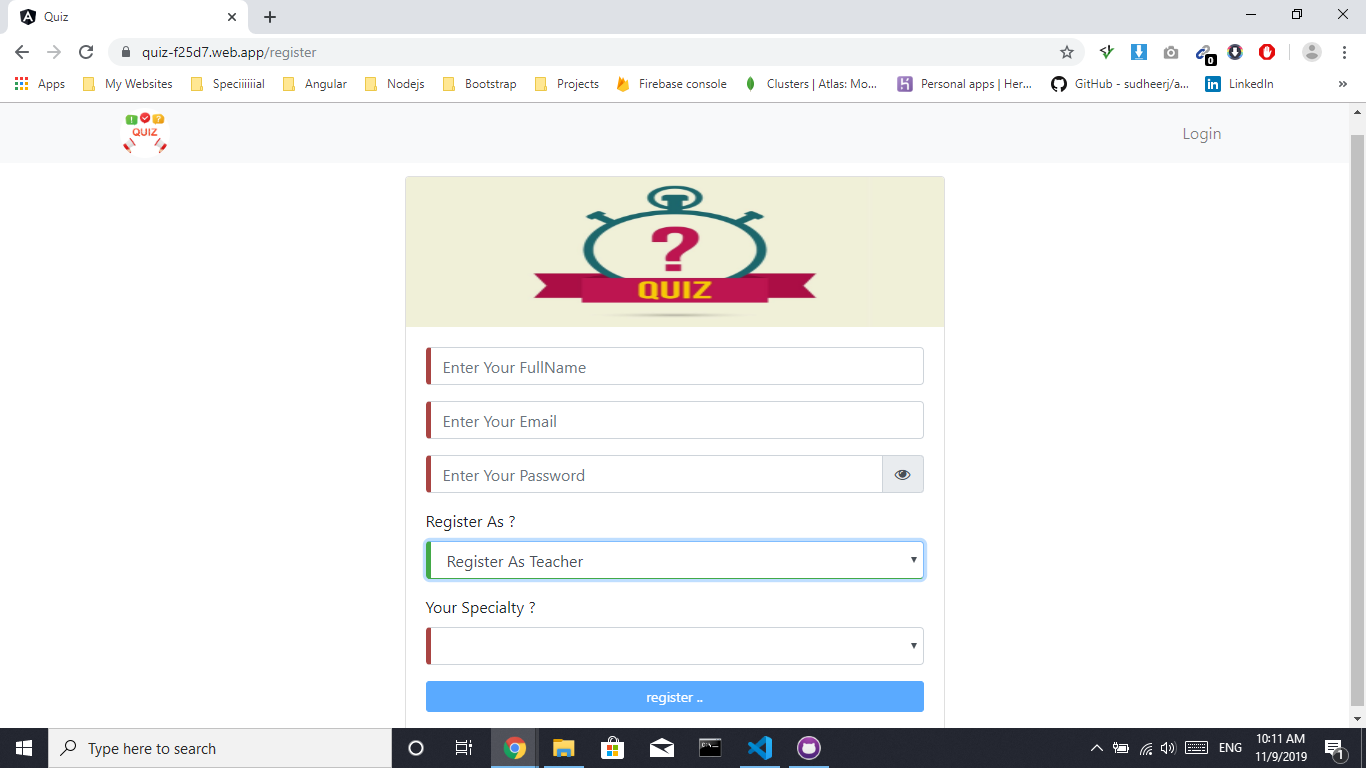 Quiz
quiz-f25d7.web.app/register
0
Apps My Websites Speciiiiiial Angular Nodejs Bootstrap Projects Firebase console Clusters | Atlas: Mo... Personal apps | Her... GitHub - sudheerj/a... LinkedIn »
! ?
QUIZ
Login
?
QUIZ
Enter Your FullName
Enter Your Email
Enter Your Password
Register As ?
Register As Teacher
Your Specialty ?
register ..
Type here to search
ENG
10:11 AM
11/9/2019
1